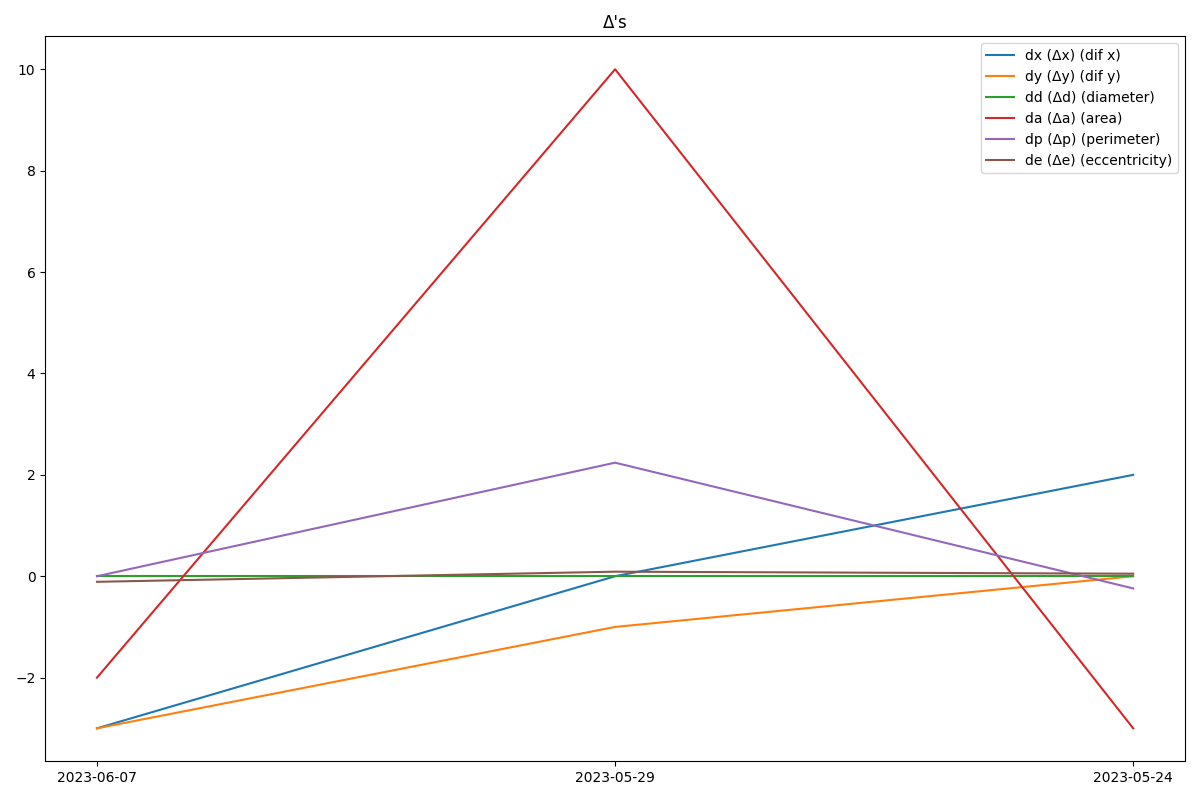 Δ's
dx (Δx) (dif x)
dy (Δy) (dif y)
dd (Δd) (diameter)
da (Δa) (area)
dp (Δp) (perimeter)
de (Δe) (eccentricity)
10
8
6
4
2
0
−2
2023-06-07 2023-05-29 2023-05-24